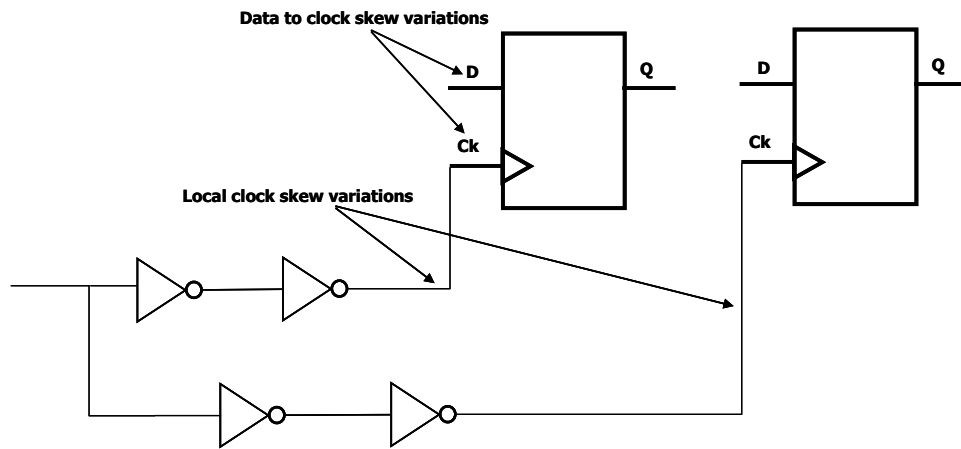 Data to clock skew variations
D
Q
D
Q
Ck
Ck
Local clock skew variations